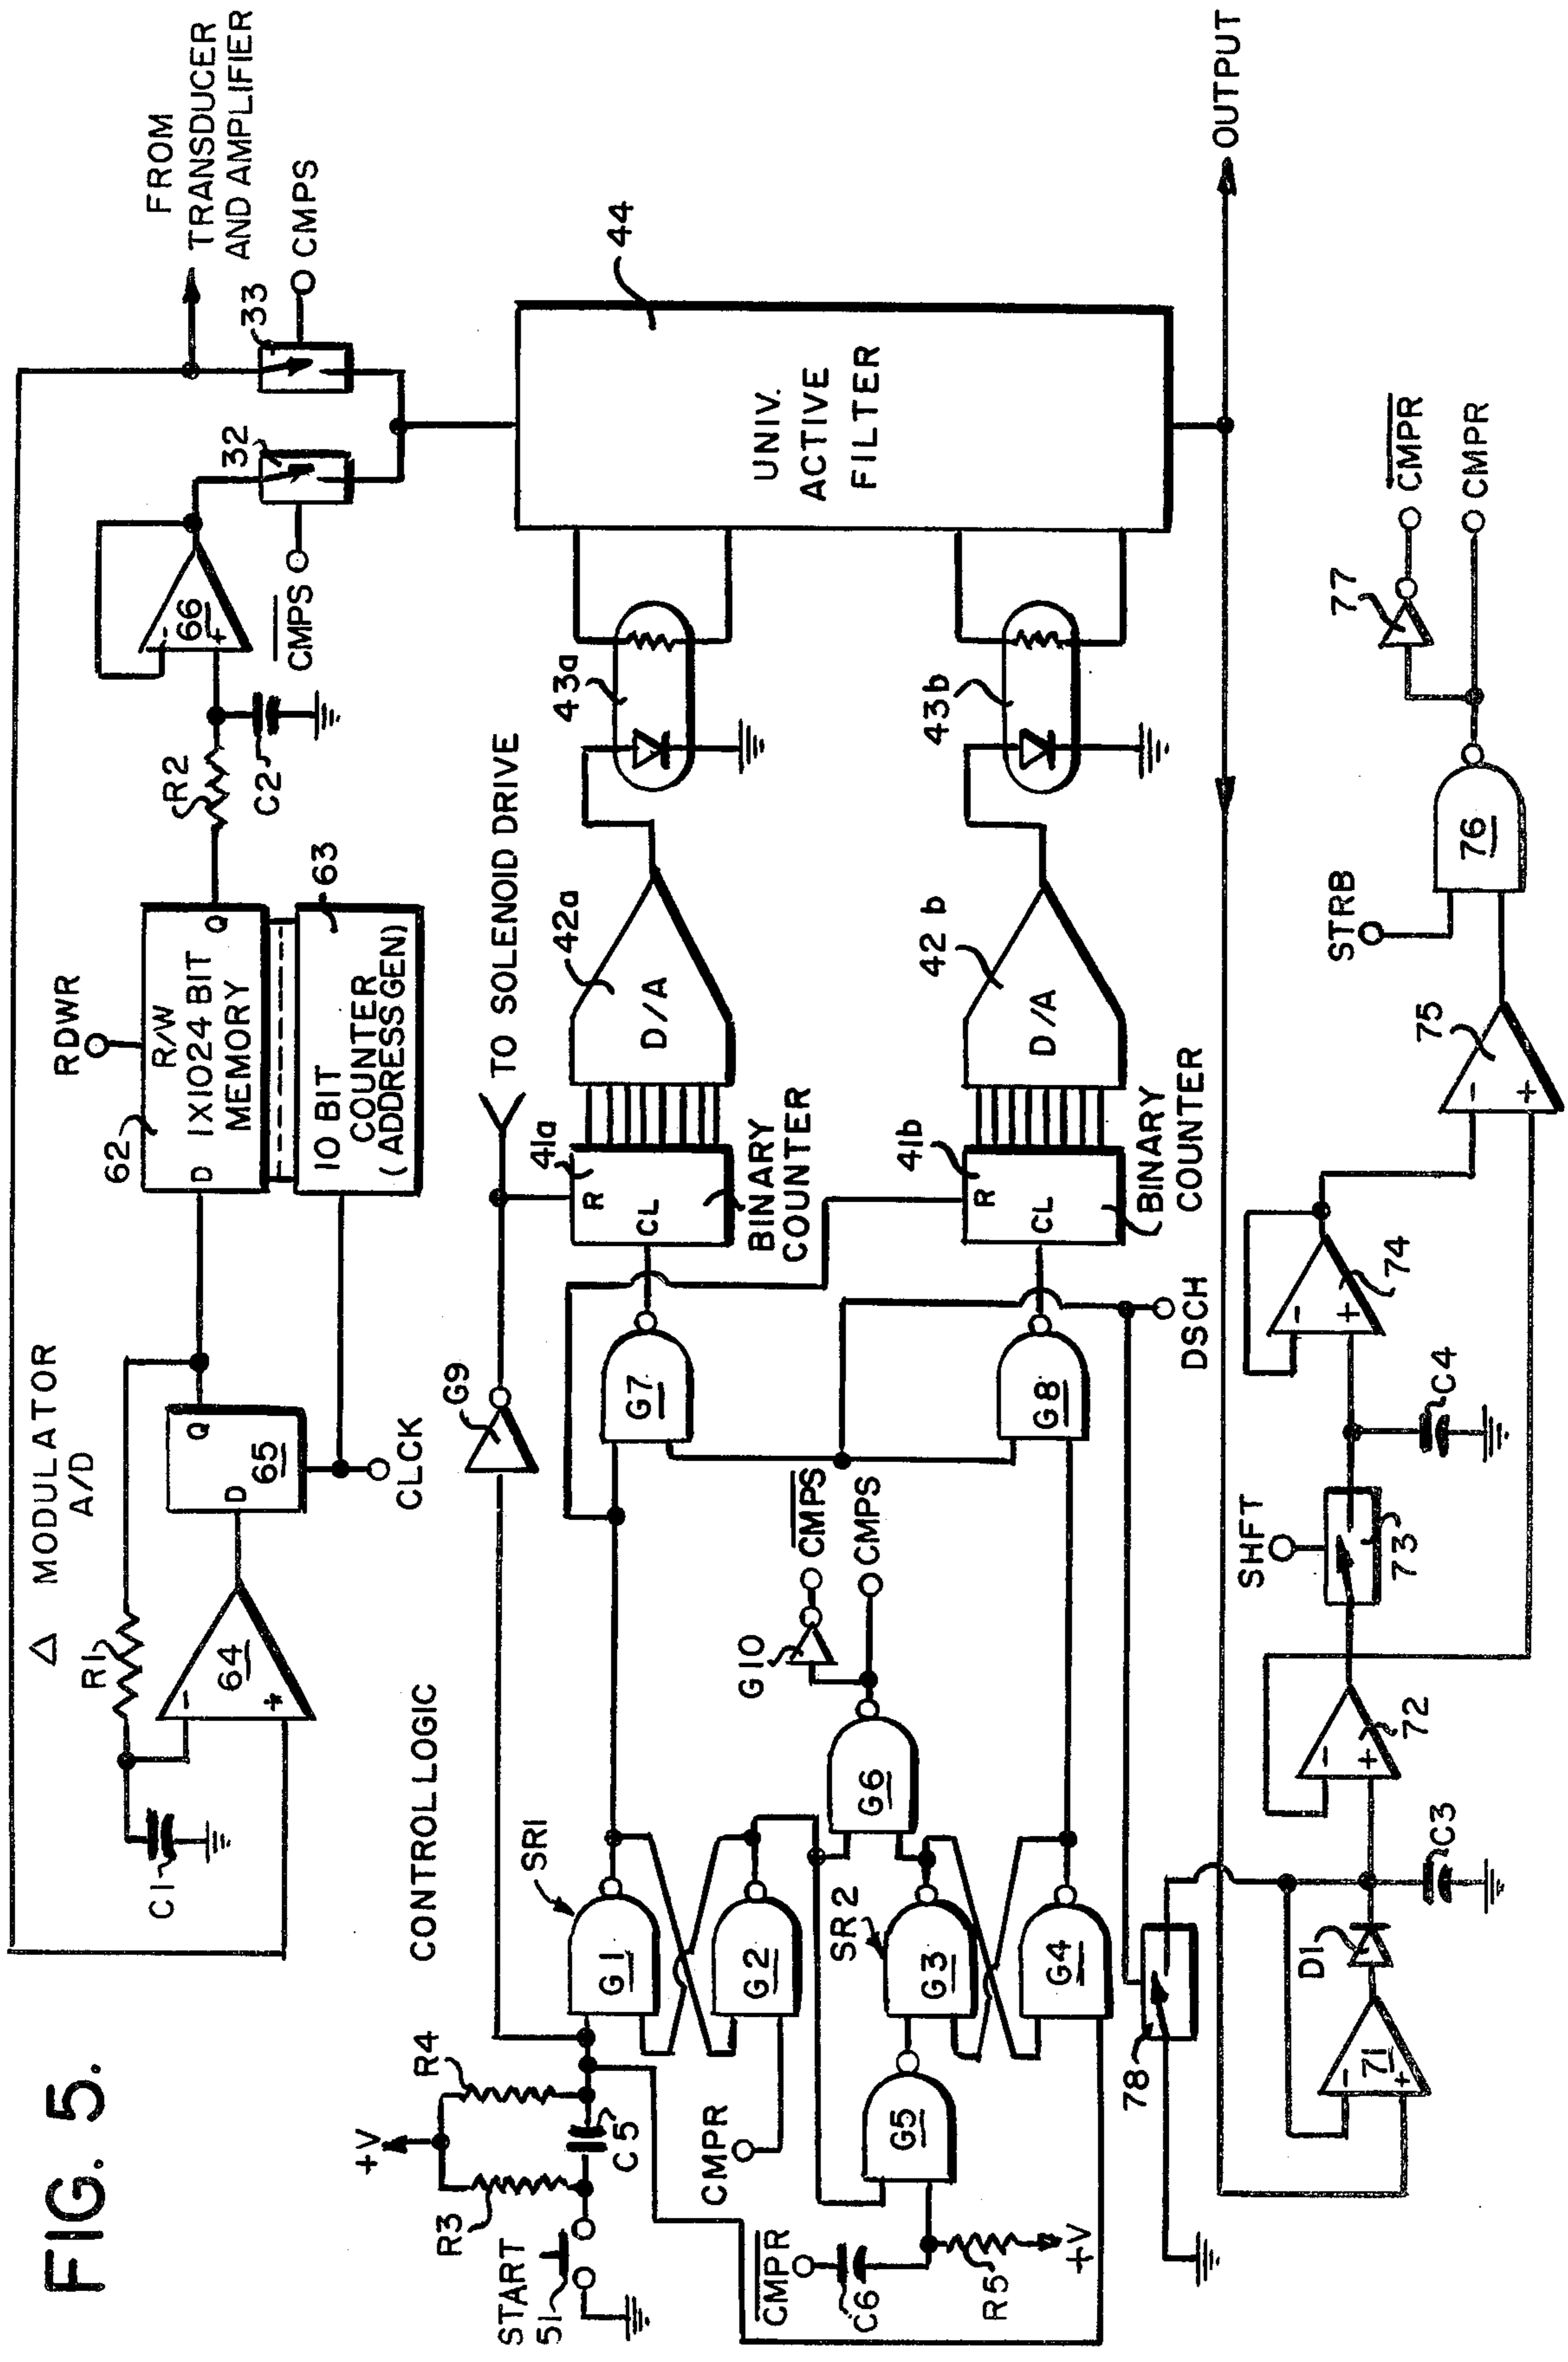 FIG. 5.
△ MODULATOR
A/D
C1
R1
64
-
+
D
Q
65
CLCK
RDWR
62
D
R/W
1X1024 BIT
MEMORY
Q
10 BIT
COUNTER
(ADDRESS GEN)
63
R2
C2
66
-
+
CMPS
32
33
CMPS
FROM
TRANSDUCER
AND AMPLIFIER
CONTROL LOGIC
+V
R3
R4
START
51
C5
SR1
G1
G2
CMPR
SR2
G3
G4
G5
CMPR
C6
R5
+V
G6
G10
CMPS
CMPS
G9
TO SOLENOID DRIVE
G7
G8
DSCH
41a
R
CL
BINARY
COUNTER
42a
D/A
43a
41b
R
CL
BINARY
COUNTER
42b
D/A
43b
UNIV.
ACTIVE
FILTER
44
OUTPUT
78
71
-
+
D1
C3
72
-
+
SHFT
73
C4
74
-
+
75
-
+
STRB
76
77
CMPR
CMPR